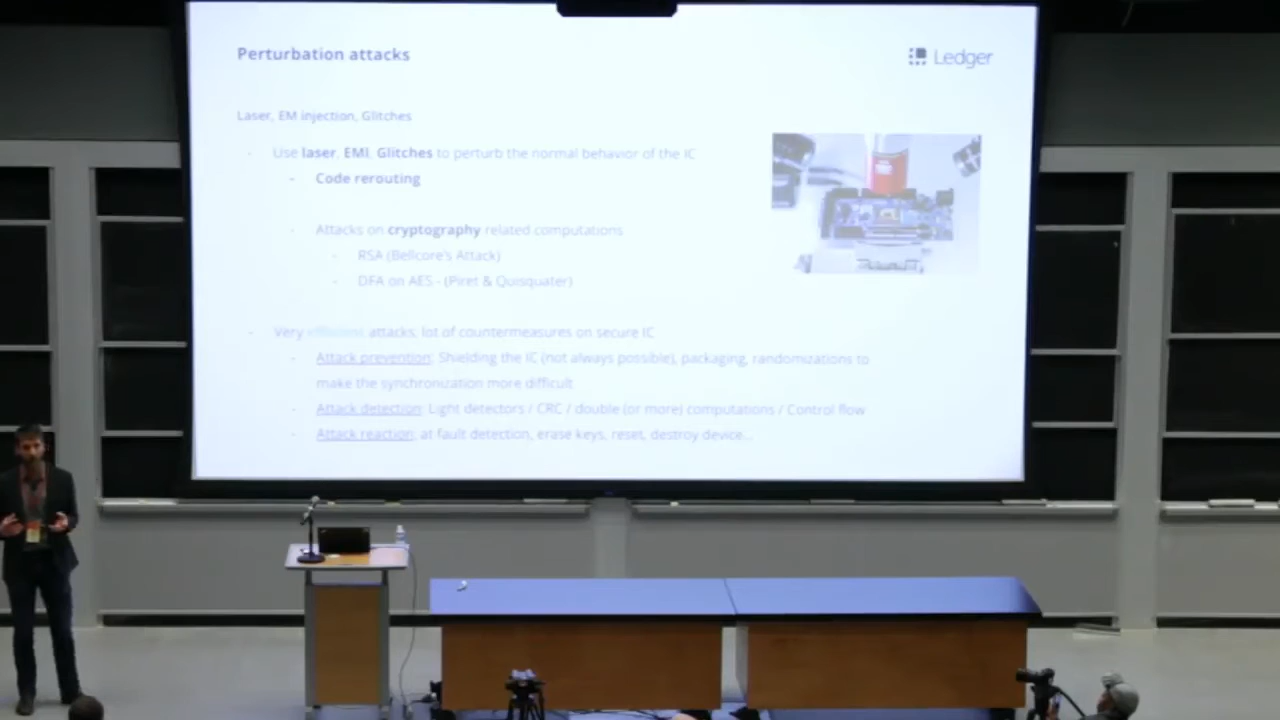 Perturbation attacks
Ledger
Laser, EM injection, Glitches
- Use laser, EMI, Glitches to perturb the normal behavior of the IC
- Code rerouting
- Attacks on cryptography related computations
- RSA (Bellcore's Attack)
- DFA on AES - (Piret & Quisquater)
- Very efficient attacks, lot of countermeasures on secure IC
- Attack prevention: Shielding the IC (not always possible), packaging, randomizations to
make the synchronization more difficult
- Attack detection: Light detectors / CRC / double (or more) computations / Control flow
- Attack reaction: at fault detection, erase keys, reset, destroy device...